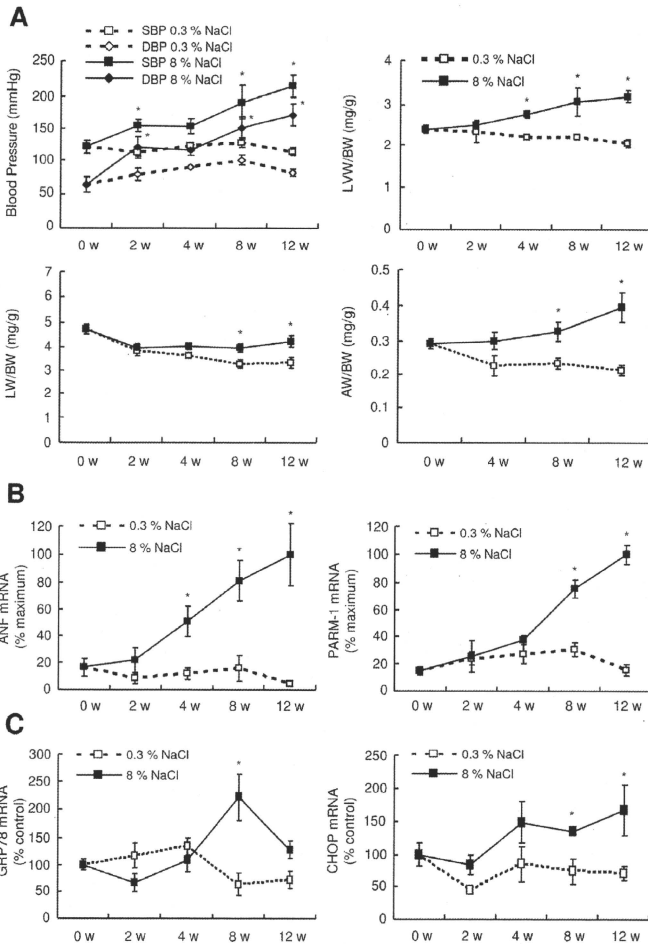 A
SBP 0.3 % NaCl
DBP 0.3 % NaCl
SBP 8 % NaCl
DBP 8 % NaCl
Blood Pressure (mmHg)
250
200
150
100
50
0
0 w 2 w 4 w 8 w 12 w
* * * * * *
0.3 % NaCl
8 % NaCl
LVW/BW (mg/g)
4
3
2
1
0
0 w 2 w 4 w 8 w 12 w
* * *
LW/BW (mg/g)
7
6
5
4
3
2
1
0
0 w 2 w 4 w 8 w 12 w
* *
AW/BW (mg/g)
0.5
0.4
0.3
0.2
0.1
0
0 w 4 w 8 w 12 w
* *
B
0.3 % NaCl
8 % NaCl
ANF mRNA
(% maximum)
120
100
80
60
40
20
0
0 w 2 w 4 w 8 w 12 w
* * *
0.3 % NaCl
8 % NaCl
PARM-1 mRNA
(% maximum)
120
100
80
60
40
20
0
0 w 2 w 4 w 8 w 12 w
* *
C
0.3 % NaCl
8 % NaCl
GRP78 mRNA
(% control)
300
250
200
150
100
50
0
0 w 2 w 4 w 8 w 12 w
*
0.3 % NaCl
8 % NaCl
CHOP mRNA
(% control)
250
200
150
100
50
0
0 w 2 w 4 w 8 w 12 w
* *